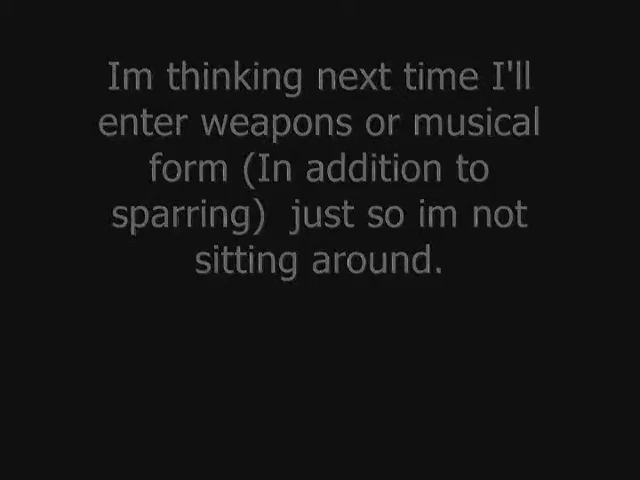 Im thinking next time I'll
enter weapons or musical
form (In addition to
sparring)  just so im not
sitting around.